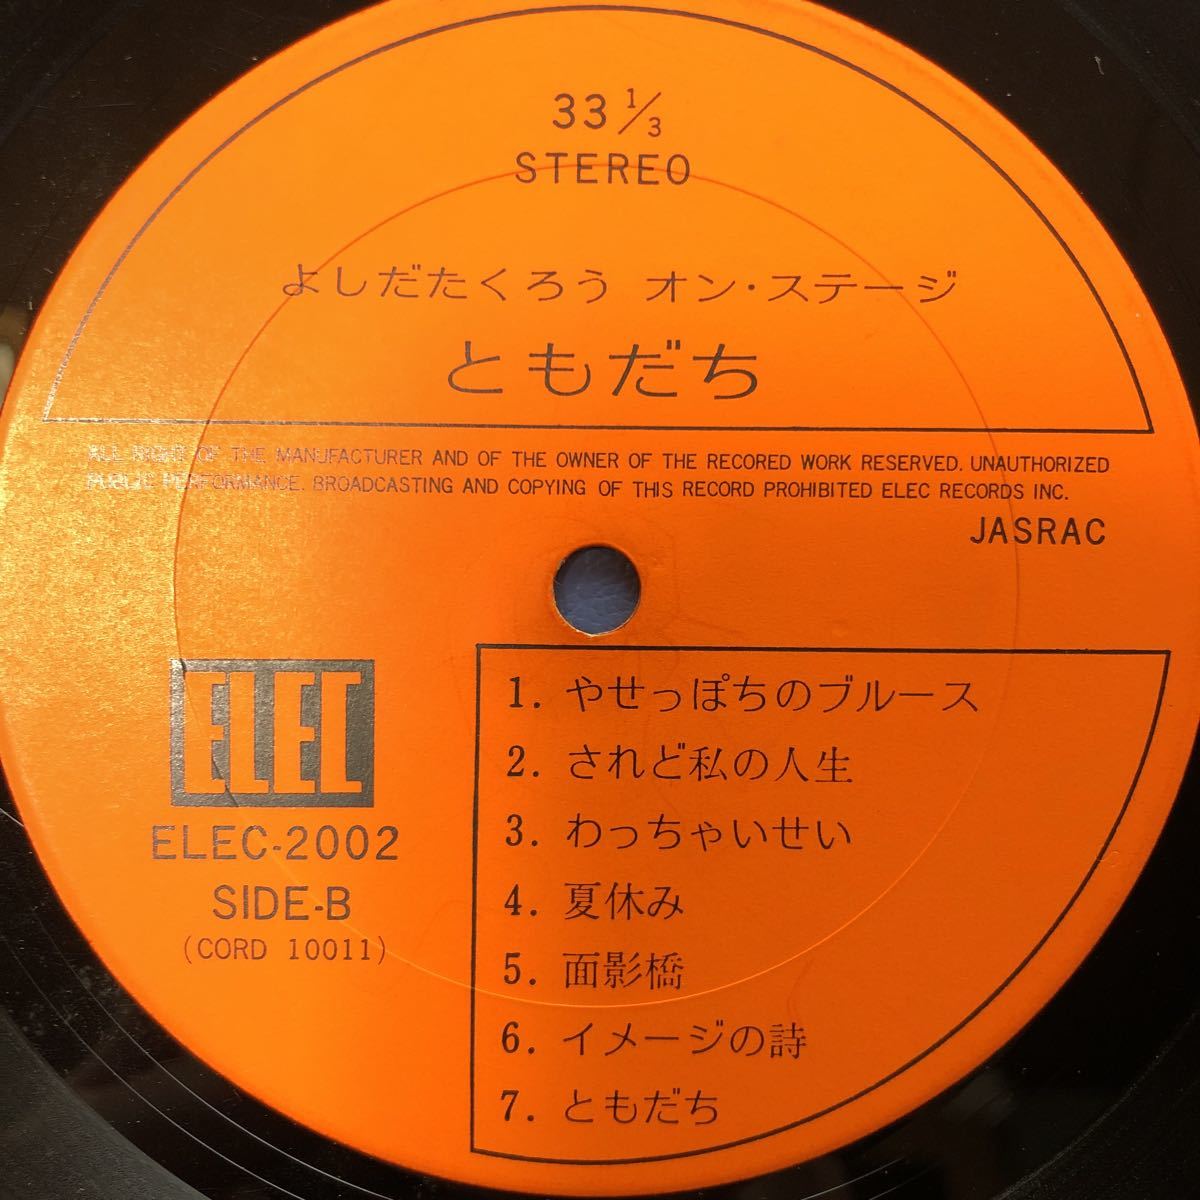 33 1/3
STEREO
よしだたくろう オン・ステージ
ともだち
ALL RIGHT OF THE MANUFACTURER AND OF THE OWNER OF THE RECORED WORK RESERVED. UNAUTHORIZED
PUBLIC PERFORMANCE. BROADCASTING AND COPYING OF THIS RECORD PROHIBITED ELEC RECORDS INC.
JASRAC
ELEC
ELEC-2002
SIDE-B
(CORD 10011)
1. やせっぽちのブルース
2. されど私の人生
3. わっちゃいせい
4. 夏休み
5. 面影橋
6. イメージの詩
7. ともだち